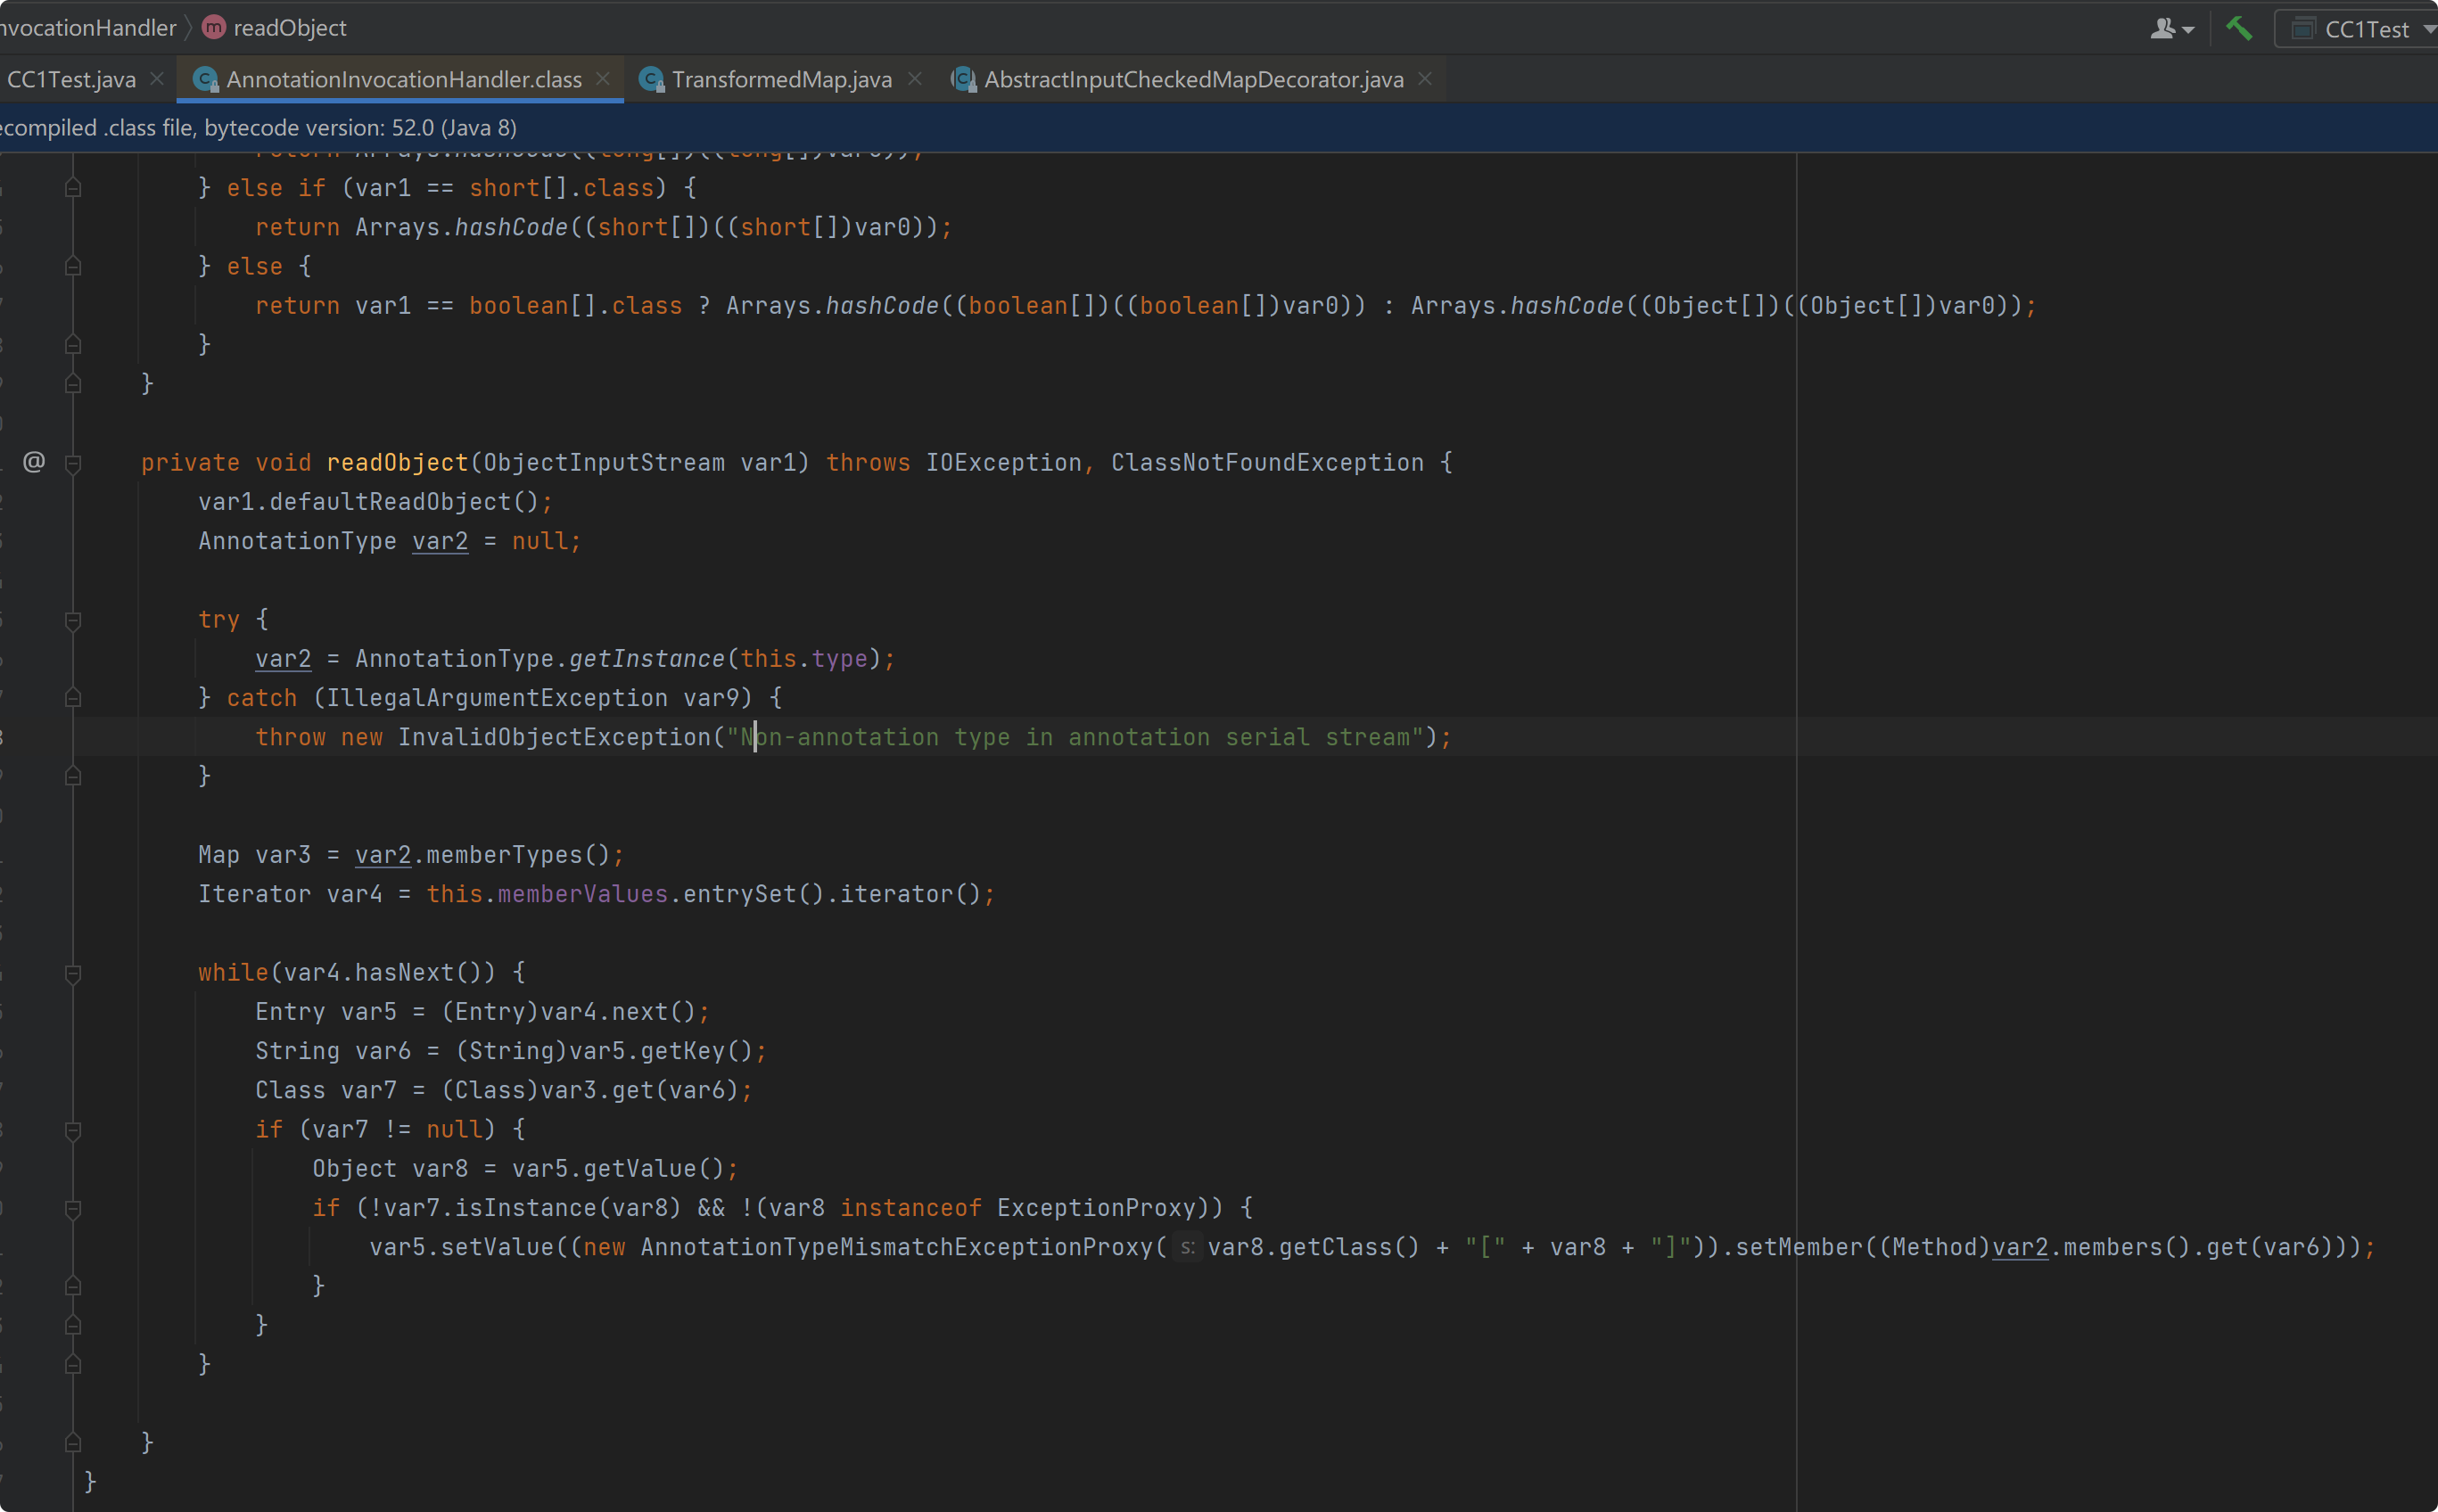 nvocationHandler readObject CC1Test
CC1Test.java AnnotationInvocationHandler.class TransformedMap.java AbstractInputCheckedMapDecorator.java
ecompiled .class file, bytecode version: 52.0 (Java 8)
return Arrays.hashCode((long[])((long[])var0));
} else if (var1 == short[].class) {
return Arrays.hashCode((short[])((short[])var0));
} else {
return var1 == boolean[].class ? Arrays.hashCode((boolean[])((boolean[])var0)) : Arrays.hashCode((Object[])((Object[])var0));
}
}
@ private void readObject(ObjectInputStream var1) throws IOException, ClassNotFoundException {
var1.defaultReadObject();
AnnotationType var2 = null;
try {
var2 = AnnotationType.getInstance(this.type);
} catch (IllegalArgumentException var9) {
throw new InvalidObjectException("Non-annotation type in annotation serial stream");
}
Map var3 = var2.memberTypes();
Iterator var4 = this.memberValues.entrySet().iterator();
while(var4.hasNext()) {
Entry var5 = (Entry)var4.next();
String var6 = (String)var5.getKey();
Class var7 = (Class)var3.get(var6);
if (var7 != null) {
Object var8 = var5.getValue();
if (!var7.isInstance(var8) && !(var8 instanceof ExceptionProxy)) {
var5.setValue((new AnnotationTypeMismatchExceptionProxy( s: var8.getClass() + "[" + var8 + "]")).setMember((Method)var2.members().get(var6)));
}
}
}
}
}